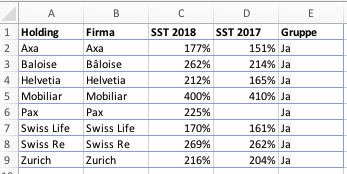 A B C D E
1 Holding Firma SST 2018 SST 2017 Gruppe
2 Axa Axa 177% 151% Ja
3 Baloise Bâloise 262% 214% Ja
4 Helvetia Helvetia 212% 165% Ja
5 Mobiliar Mobiliar 400% 410% Ja
6 Pax Pax 225% Ja
7 Swiss Life Swiss Life 170% 161% Ja
8 Swiss Re Swiss Re 269% 262% Ja
9 Zurich Zurich 216% 204% Ja